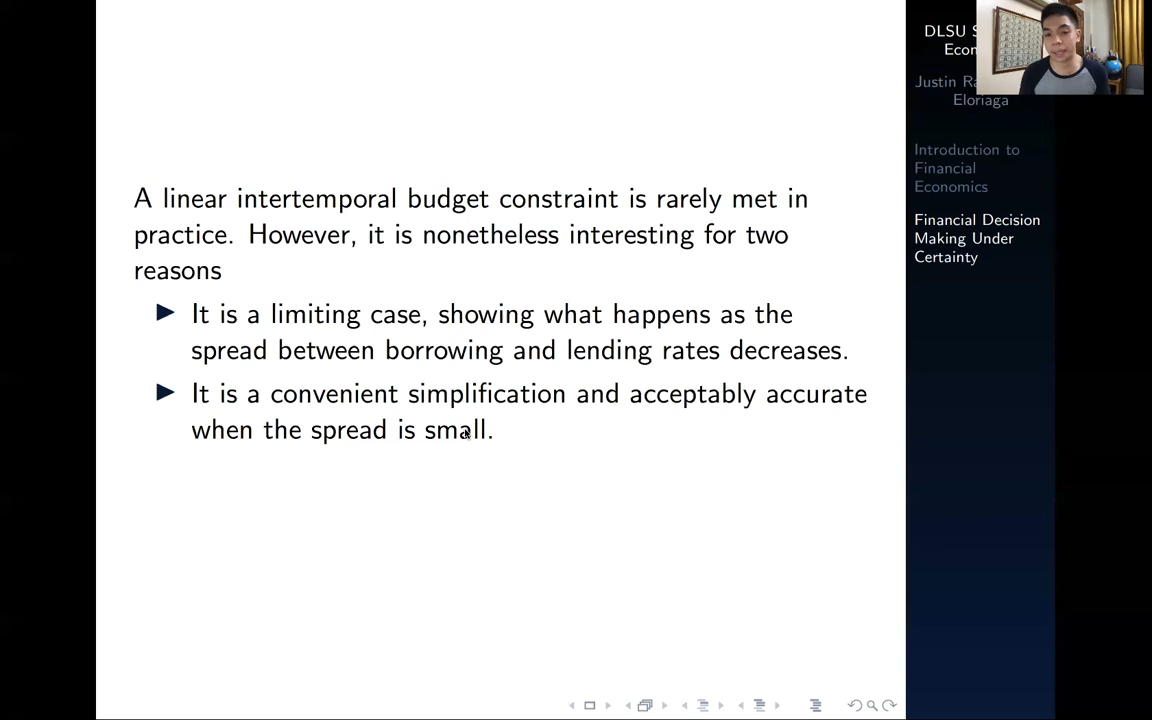 A linear intertemporal budget constraint is rarely met in
practice. However, it is nonetheless interesting for two
reasons
It is a limiting case, showing what happens as the
spread between borrowing and lending rates decreases.
It is a convenient simplification and acceptably accurate
when the spread is small.
DLSU
Justin
Eloriaga
Introduction to
Financial
Economics
Financial Decision
Making Under
Certainty